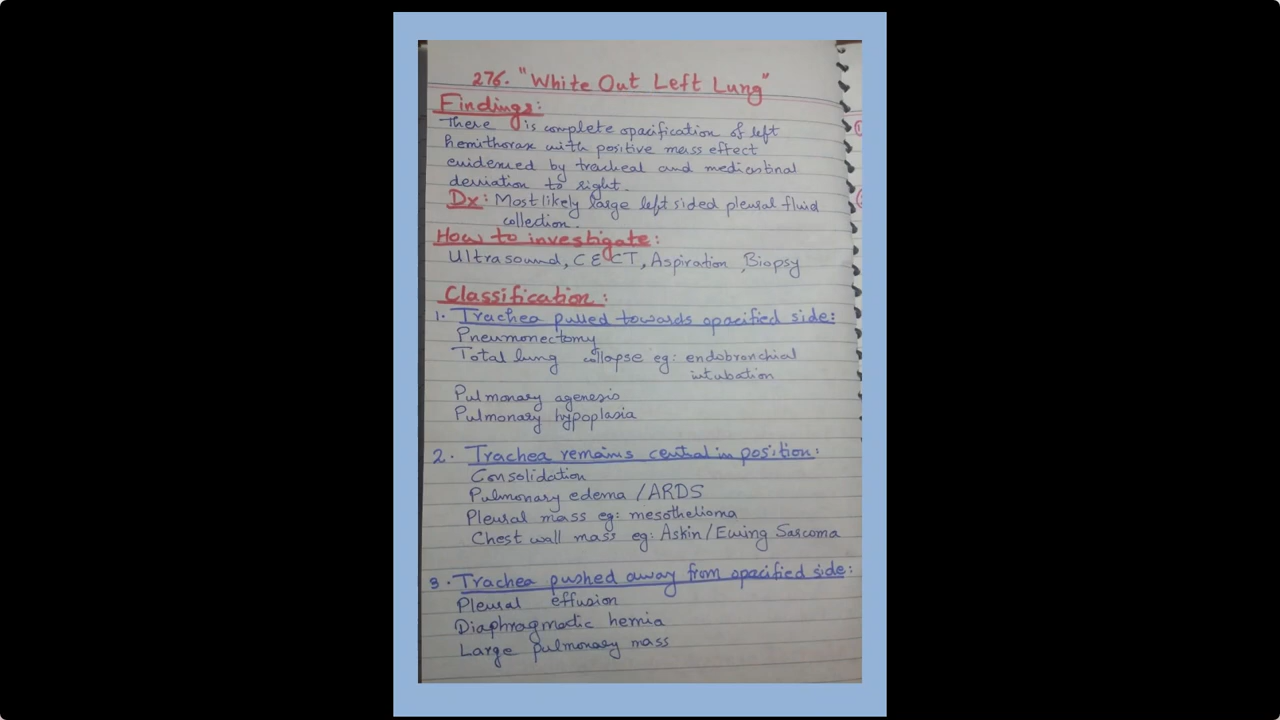 276. "White Out Left Lung"
Findings:
There is complete opacification of left
hemithorax with positive mass effect
evidenced by tracheal and mediastinal
deviation to right.
Dx: Most likely large left sided pleural fluid
collection.
How to investigate:
Ultrasound, CECT, Aspiration, Biopsy
Classification:
1. Trachea pulled towards opacified side:
Pneumonectomy
Total lung collapse eg: endobronchial
intubation
Pulmonary agenesis
Pulmonary hypoplasia
2. Trachea remains central in position:
Consolidation
Pulmonary edema / ARDS
Pleural mass eg: mesothelioma
Chest wall mass eg: Askin/Ewing Sarcoma
3. Trachea pushed away from opacified side:
Pleural effusion
Diaphragmatic hernia
Large pulmonary mass